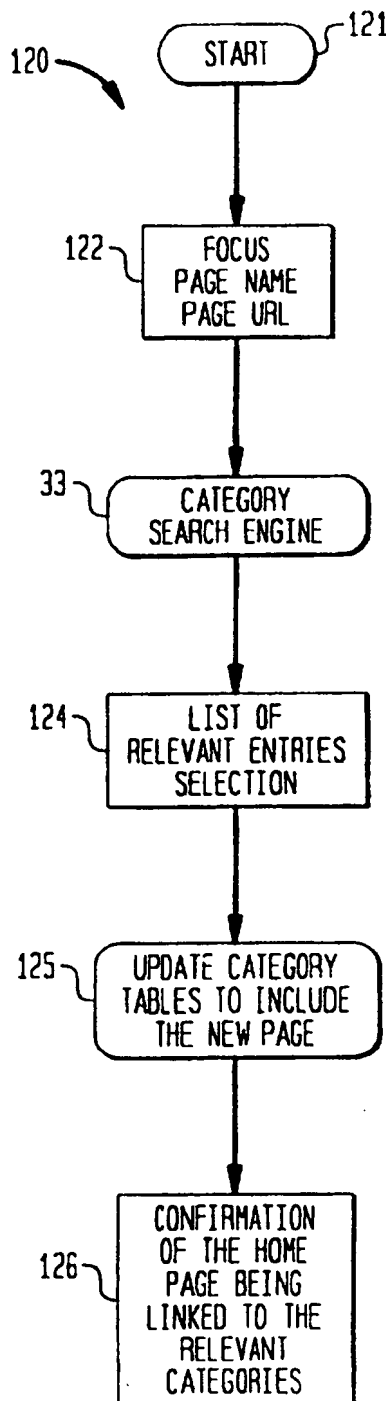 121
START
120
122
FOCUS
PAGE NAME
PAGE URL
33
CATEGORY
SEARCH ENGINE
124
LIST OF
RELEVANT ENTRIES
SELECTION
125
UPDATE CATEGORY
TABLES TO INCLUDE
THE NEW PAGE
126
CONFIRMATION
OF THE HOME
PAGE BEING
LINKED TO THE
RELEVANT
CATEGORIES